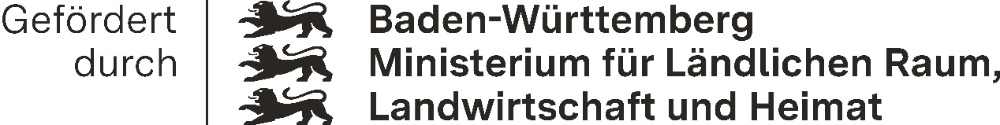 Gefördert
durch
Baden-Württemberg
Ministerium für Ländlichen Raum,
Landwirtschaft und Heimat